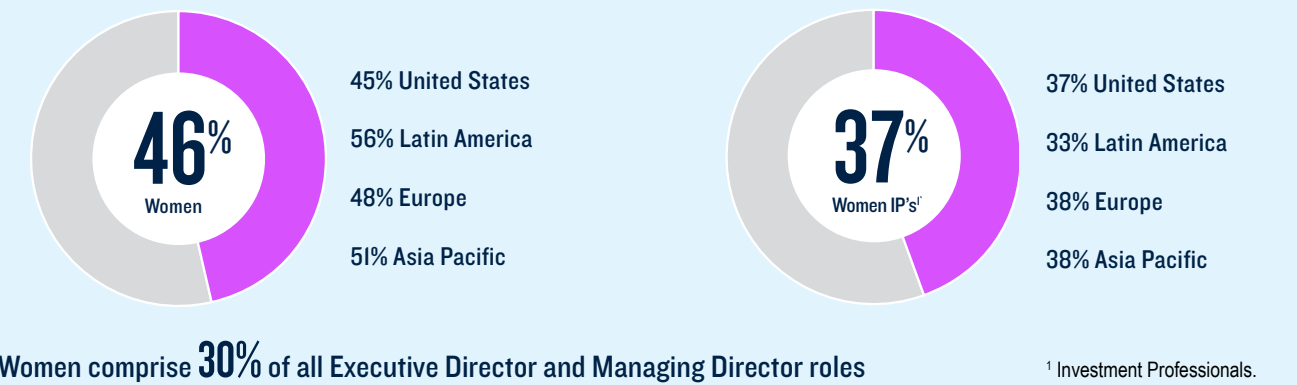 46%
Women
45% United States
56% Latin America
48% Europe
51% Asia Pacific
37%
Women IP's¹
37% United States
33% Latin America
38% Europe
38% Asia Pacific
Women comprise 30% of all Executive Director and Managing Director roles
¹ Investment Professionals.